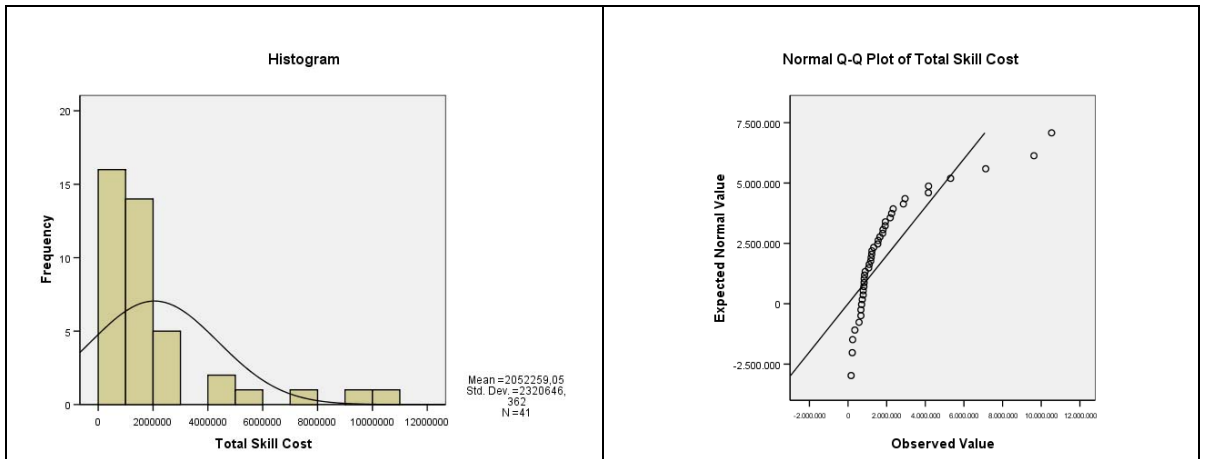 Histogram
20
15
10
5
0
Frequency
0 2000000 4000000 6000000 8000000 10000000 12000000
Total Skill Cost
Mean =2052259,05
Std. Dev. =2320646,
362
N =41
Normal Q-Q Plot of Total Skill Cost
7.500.000
5.000.000
2.500.000
0
-2.500.000
Expected Normal Value
-2.000.000 0 2.000.000 4.000.000 6.000.000 8.000.000 10.000.000 12.000.000
Observed Value